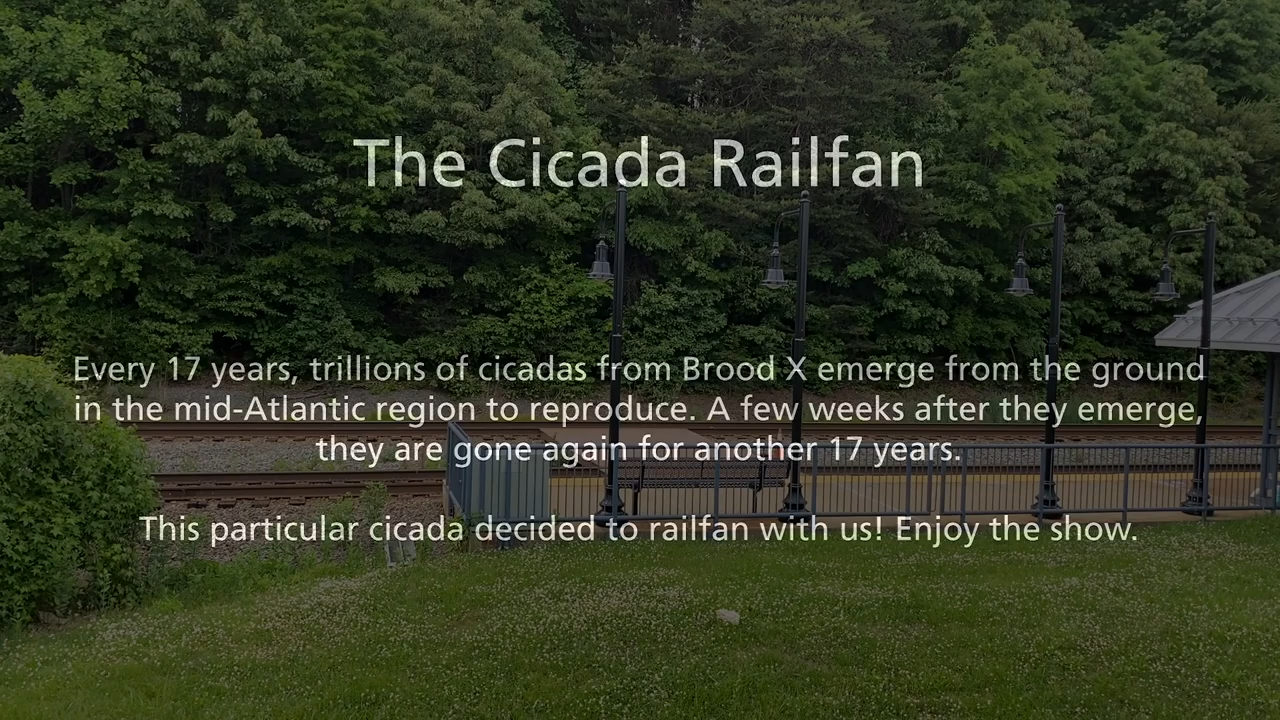 The Cicada Railfan
Every 17 years, trillions of cicadas from Brood X emerge from the ground
in the mid-Atlantic region to reproduce. A few weeks after they emerge,
they are gone again for another 17 years.
This particular cicada decided to railfan with us! Enjoy the show.